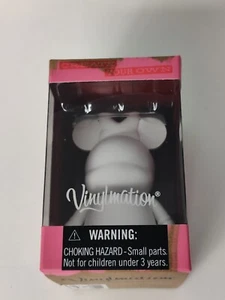 Vinylmation®
WARNING:
CHOKING HAZARD - Small parts.
Not for children under 3 years.